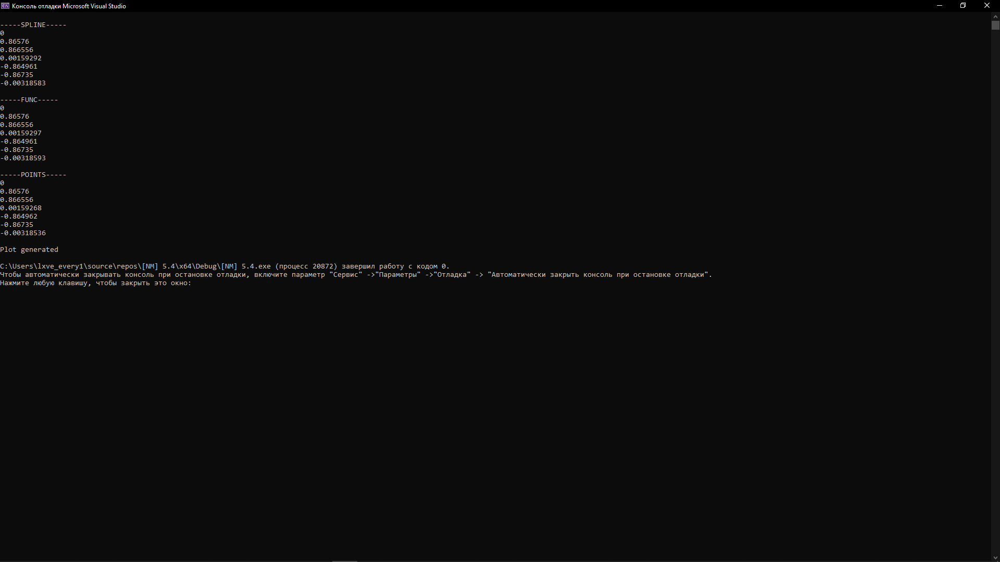 Консоль отладки Microsoft Visual Studio
-----SPLINE-----
0
0.86576
0.866556
0.00159292
-0.864961
-0.86735
-0.00318583
-----FUNC-----
0
0.86576
0.866556
0.00159297
-0.864961
-0.86735
-0.00318593
-----POINTS-----
0
0.86576
0.866556
0.00159268
-0.864962
-0.86735
-0.00318536
Plot generated
C:\Users\lxve_every1\source\repos\[NM] 5.4\x64\Debug\[NM] 5.4.exe (процесс 20872) завершил работу с кодом 0.
Чтобы автоматически закрывать консоль при остановке отладки, включите параметр "Сервис" ->"Параметры" ->"Отладка" -> "Автоматически закрыть консоль при остановке отладки".
Нажмите любую клавишу, чтобы закрыть это окно: